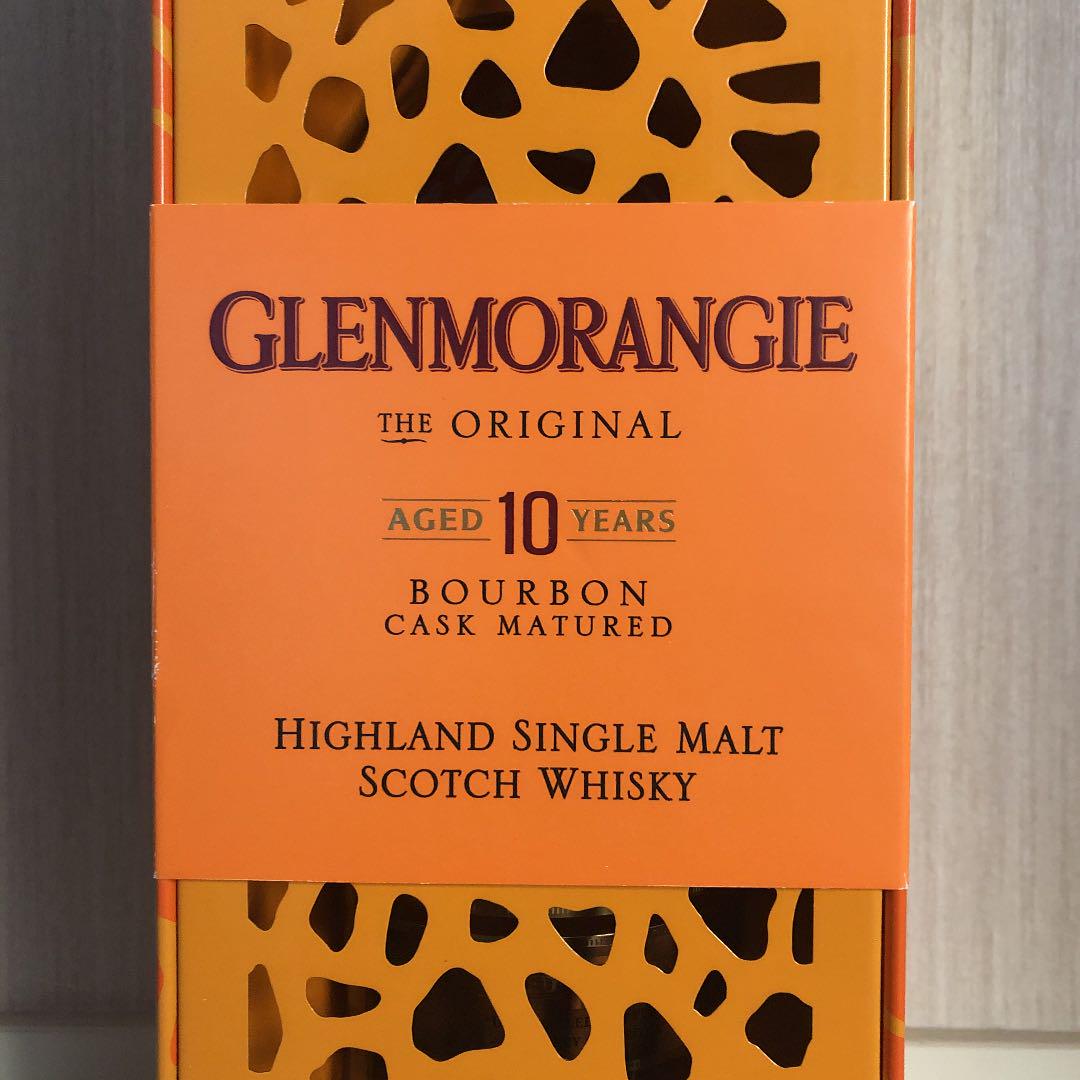 GLENMORANGIE
THE ORIGINAL
AGED 10 YEARS
BOURBON
CASK MATURED
HIGHLAND SINGLE MALT
SCOTCH WHISKY